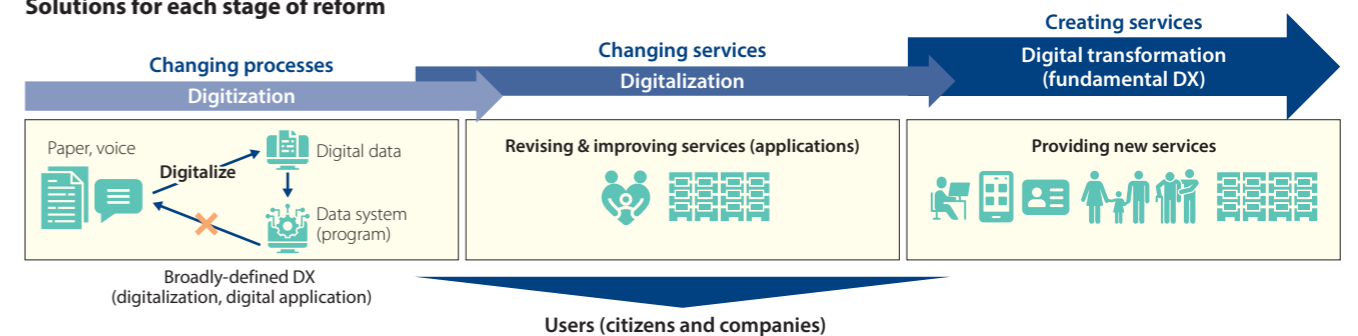 Solutions for each stage of reform
Changing processes
Digitization
Changing services
Digitalization
Creating services
Digital transformation
(fundamental DX)
Paper, voice
Digitalize
Digital data
Data system
(program)
Revising & improving services (applications)
Providing new services
Broadly-defined DX
(digitalization, digital application)
Users (citizens and companies)